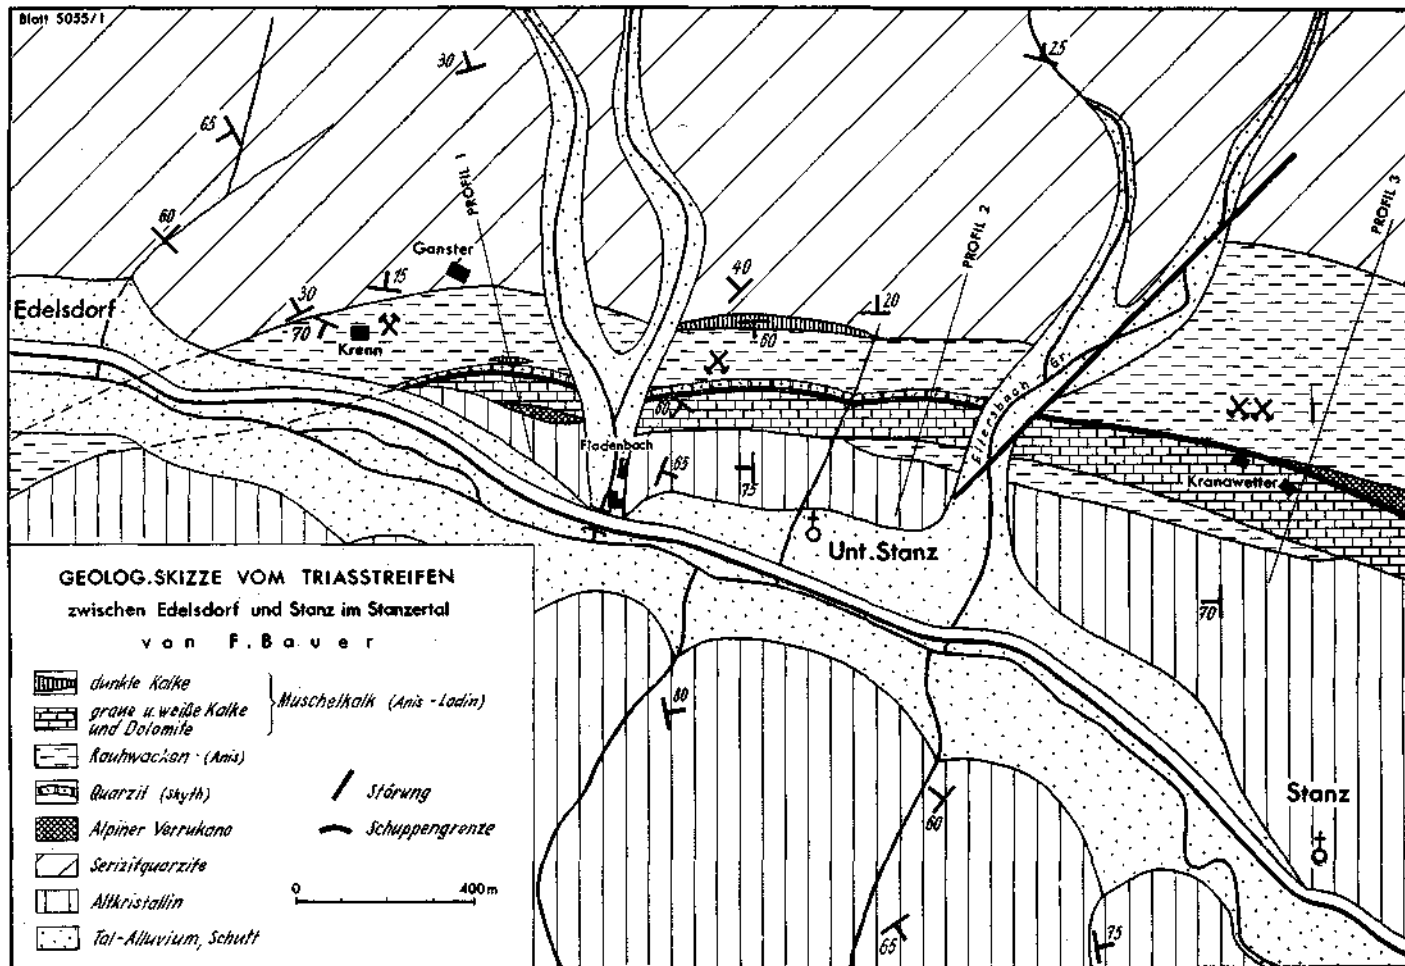 Blatt 5055/1
30
25
65
PROFIL 1
PROFIL 2
PROFIL 3
60
Ganster
40
15
20
Edelsdorf
30
70
Krenn
60
Eilersbach Gr.
60
Fladenbach
65
75
Kranawetter
Unt.Stanz
70
80
60
Stanz
65
75
GEOLOG.SKIZZE VOM TRIASSTREIFEN
zwischen Edelsdorf und Stanz im Stanzertal
von F.Bauer
dunkle Kalke
graue u. weiße Kalke
und Dolomite
Muschelkalk (Anis-Ladin)
Rauhwacken (Anis)
Quarzit (skyth)
Alpiner Verrukano
Serizitquarzite
Altkristallin
Tal-Alluvium, Schutt
Störung
Schuppengrenze
0 400m